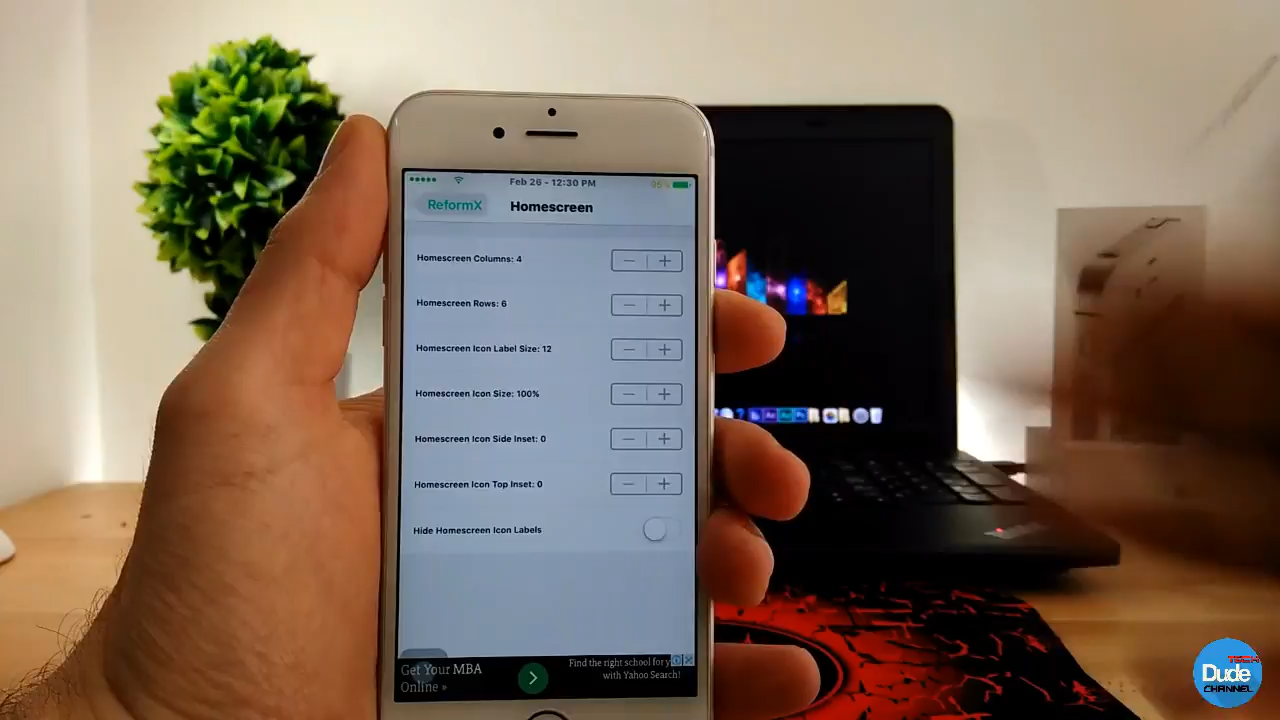 Feb 26 - 12:30 PM
95%
ReformX
Homescreen
Homescreen Columns: 4
Homescreen Rows: 6
Homescreen Icon Label Size: 12
Homescreen Icon Size: 100%
Homescreen Icon Side Inset: 0
Homescreen Icon Top Inset: 0
Hide Homescreen Icon Labels
Get Your MBA
Online »
Find the right school for y
with Yahoo Search!
TECH
Dude
CHANNEL